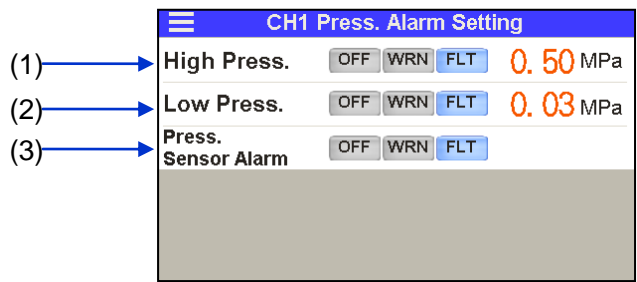 CH1 Press. Alarm Setting
(1) High Press. OFF WRN FLT 0.50 MPa
(2) Low Press. OFF WRN FLT 0.03 MPa
(3) Press.
Sensor Alarm OFF WRN FLT